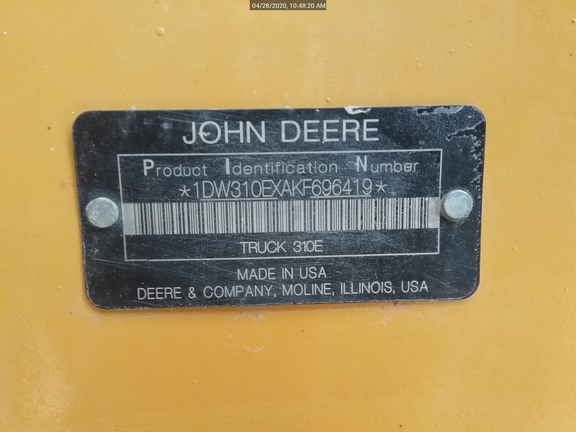 04/28/2020, 10:48:20 AM
JOHN DEERE
Product Identification Number
*1DW310EXAKF696419*
TRUCK 310E
MADE IN USA
DEERE & COMPANY, MOLINE, ILLINOIS, USA